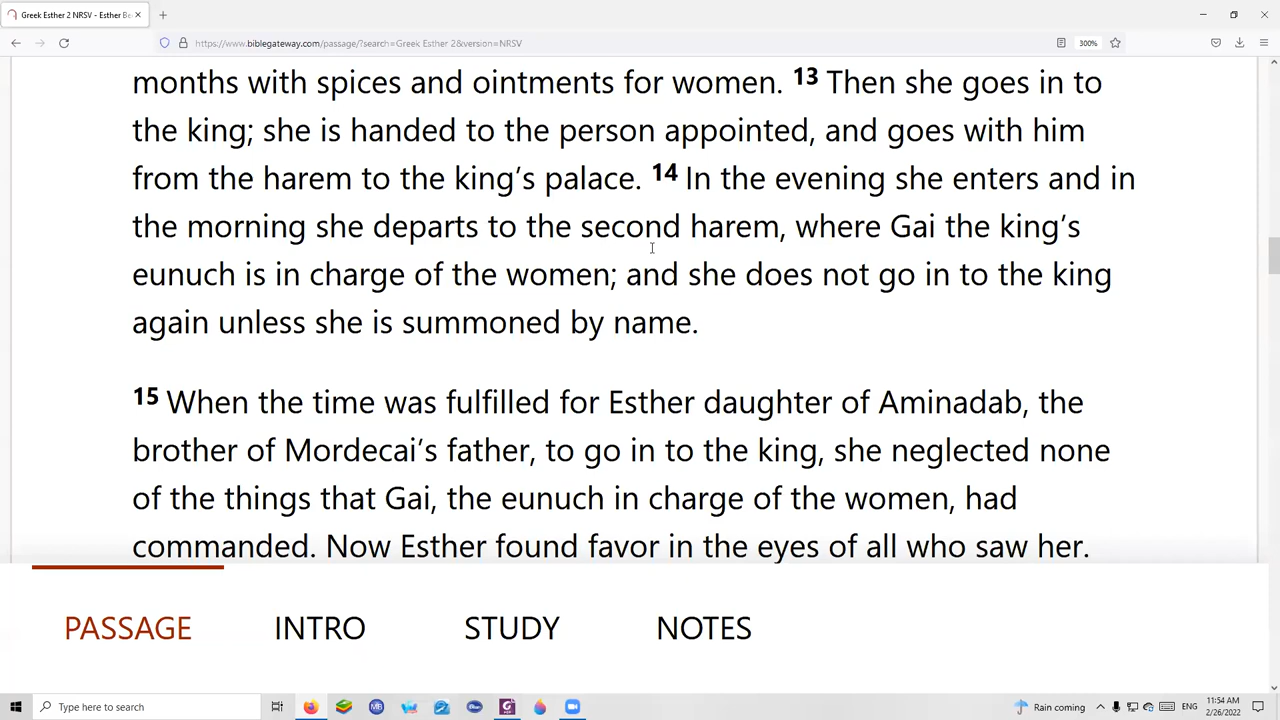 Greek Esther 2 NRSV - Esther Be
https://www.biblegateway.com/passage/?search=Greek Esther 2&version=NRSV
300%
months with spices and ointments for women. 13 Then she goes in to
the king; she is handed to the person appointed, and goes with him
from the harem to the king’s palace. 14 In the evening she enters and in
the morning she departs to the second harem, where Gai the king’s
eunuch is in charge of the women; and she does not go in to the king
again unless she is summoned by name.
15 When the time was fulfilled for Esther daughter of Aminadab, the
brother of Mordecai’s father, to go in to the king, she neglected none
of the things that Gai, the eunuch in charge of the women, had
commanded. Now Esther found favor in the eyes of all who saw her.
PASSAGE INTRO STUDY NOTES
Type here to search
MB
Rain coming
ENG
11:54 AM
2/26/2022